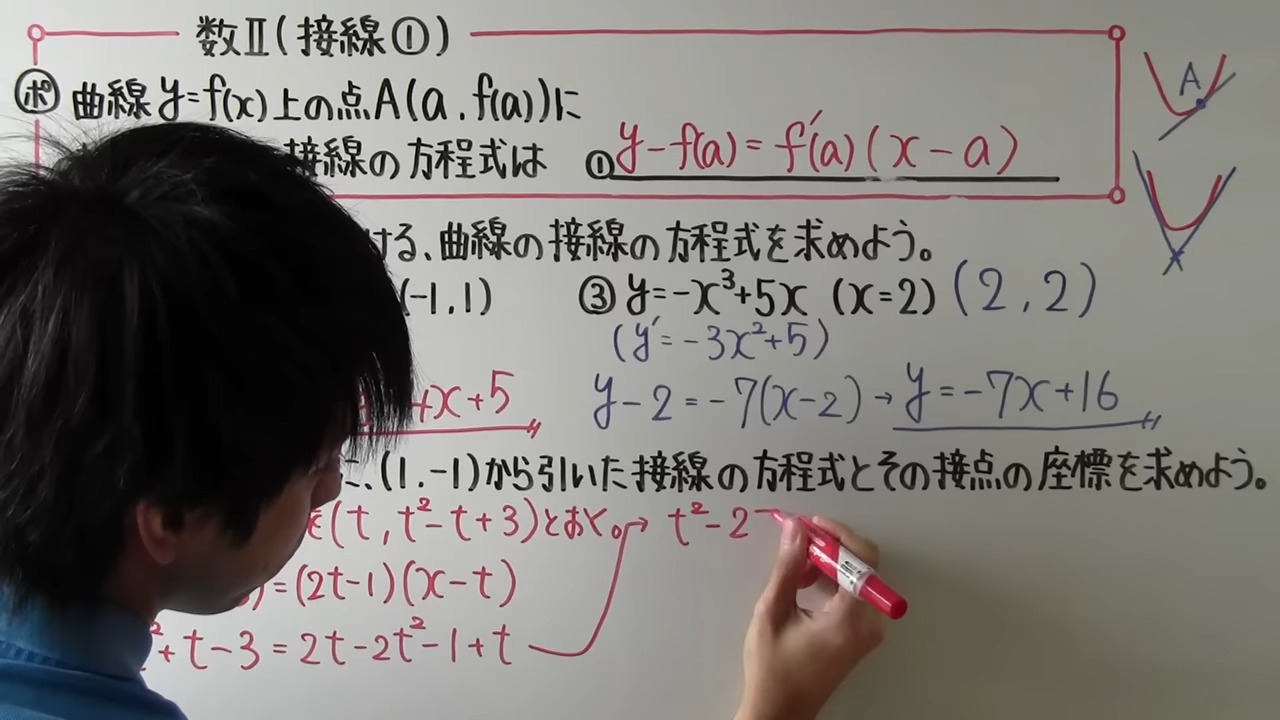 数Ⅱ(接線①)
ポ 曲線y=f(x)上の点A(a,f(a))に
接線の方程式は ① y-f(a)=f'(a)(x-a)
A
ける、曲線の接線の方程式を求めよう。
(-1,1) ③ y=-x³+5x (x=2) (2,2)
(y'=-3x²+5)
x+5 y-2=-7(x-2)→y=-7x+16
に、(1,-1)から引いた接線の方程式とその接点の座標を求めよう。
(t,t²-t+3)とおく。→ t²-2
)=(2t-1)(x-t)
²+t-3=2t-2t²-1+t